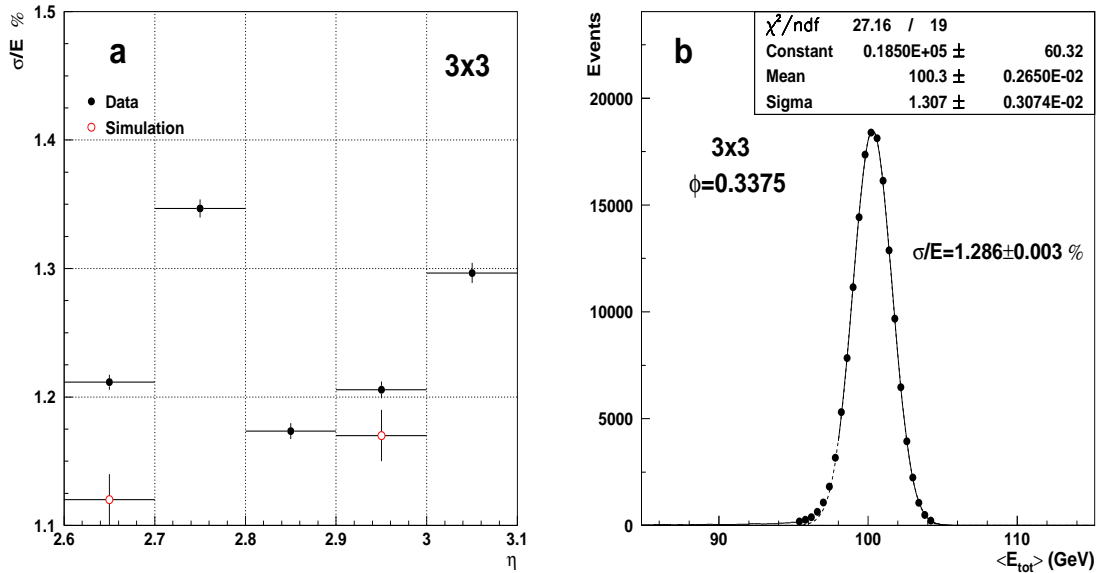 σ/E %
1.5
1.4
1.3
1.2
1.1
a
3x3
Data
Simulation
2.6 2.7 2.8 2.9 3 3.1
η
Events
20000
15000
10000
5000
0
b
χ²/ndf 27.16 / 19
Constant 0.1850E+05 ± 60.32
Mean 100.3 ± 0.2650E-02
Sigma 1.307 ± 0.3074E-02
3x3
ϕ=0.3375
σ/E=1.286±0.003 %
90 100 110
<E_tot> (GeV)